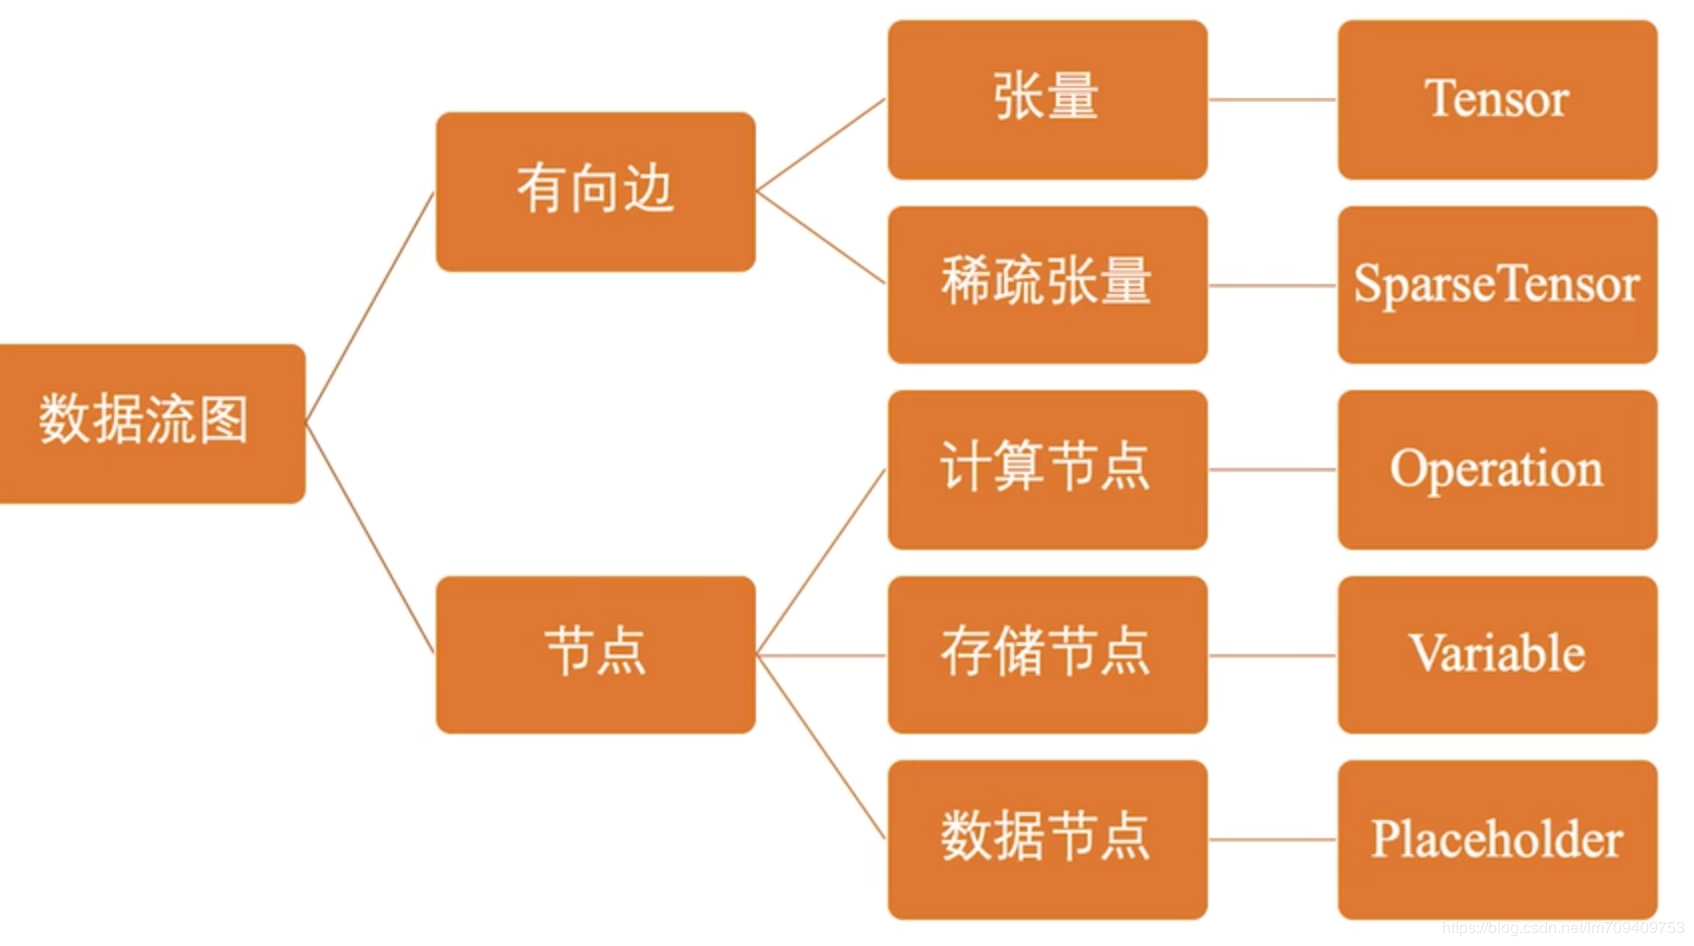 数据流图
有向边
张量
Tensor
稀疏张量
SparseTensor
节点
计算节点
Operation
存储节点
Variable
数据节点
Placeholder
https://blog.csdn.net/lm709409753